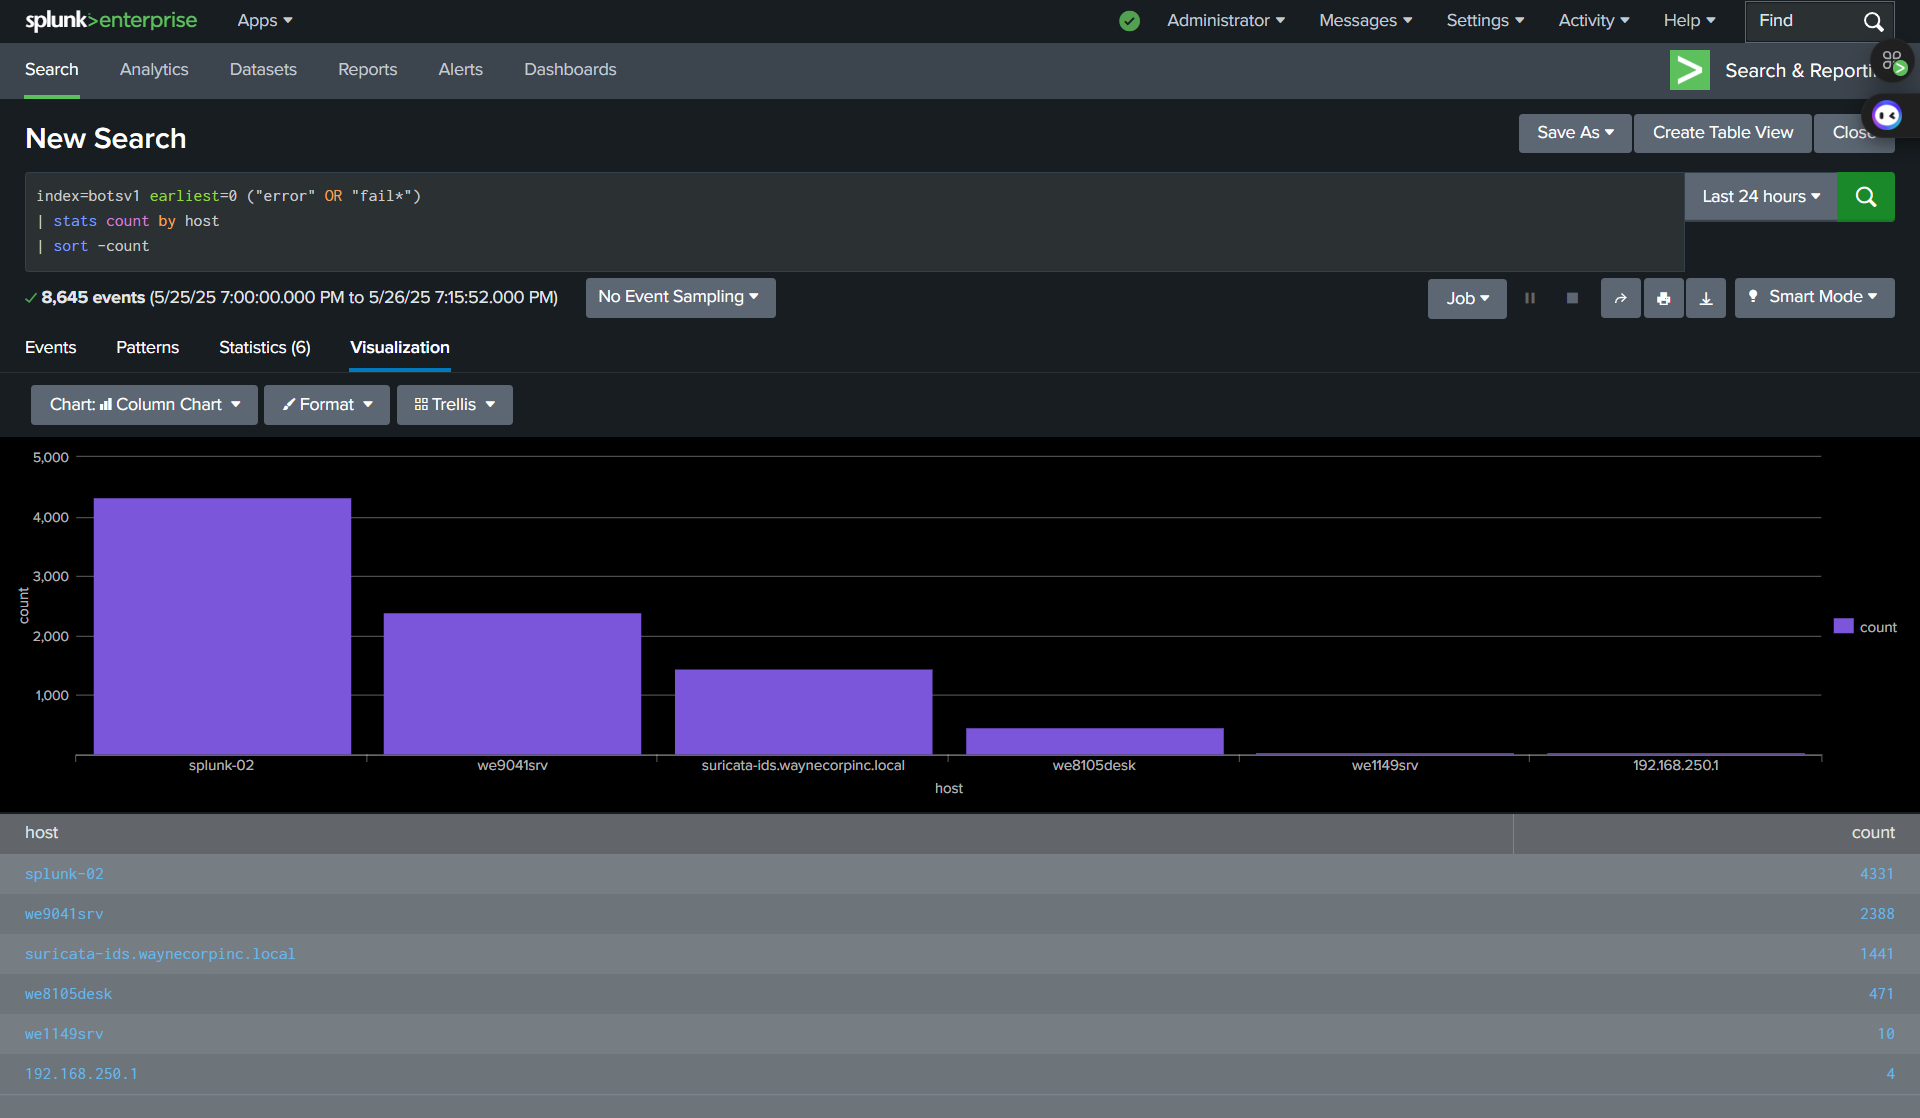 splunk>enterprise Apps Administrator Messages Settings Activity Help Find
Search Analytics Datasets Reports Alerts Dashboards Search & Reporti
New Search Save As Create Table View Close
index=botsv1 earliest=0 ("error" OR "fail*")
| stats count by host
| sort -count
Last 24 hours
8,645 events (5/25/25 7:00:00.000 PM to 5/26/25 7:15:52.000 PM) No Event Sampling Job Smart Mode
Events Patterns Statistics (6) Visualization
Chart: Column Chart Format Trellis
5,000
4,000
3,000
2,000
1,000
count
splunk-02 we9041srv suricata-ids.waynecorpinc.local we8105desk we1149srv 192.168.250.1
host
count
host count
splunk-02 4331
we9041srv 2388
suricata-ids.waynecorpinc.local 1441
we8105desk 471
we1149srv 10
192.168.250.1 4